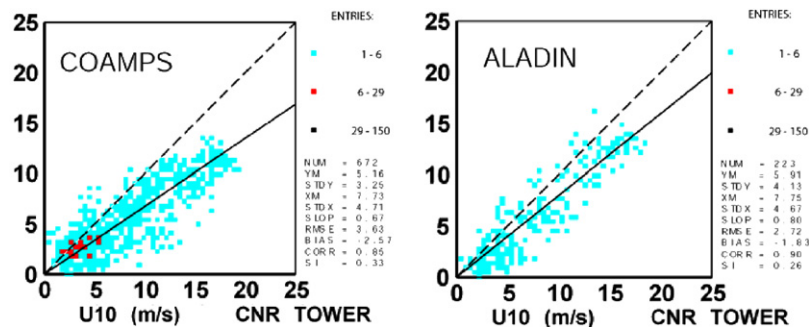 COAMPS
25
20
15
10
5
0
0 5 10 15 20 25
U10 (m/s) CNR TOWER
ENTRIES:
1 - 6
6 - 29
29 - 150
NUM = 672
YM = 5.16
STDY = 3.25
XM = 7.73
STDX = 4.71
SLOP = 0.67
RMSE = 3.63
BIAS = -2.57
CORR = 0.85
SI = 0.33
ALADIN
25
20
15
10
5
0
0 5 10 15 20 25
U10 (m/s) CNR TOWER
ENTRIES:
1 - 6
6 - 29
29 - 150
NUM = 223
YM = 5.91
STDY = 4.13
XM = 7.75
STDX = 4.67
SLOP = 0.80
RMSE = 2.72
BIAS = -1.83
CORR = 0.90
SI = 0.26